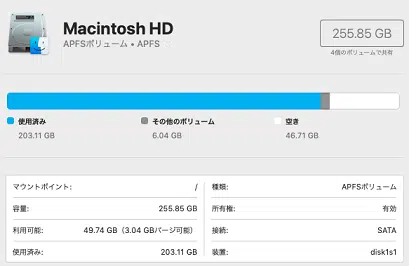 Macintosh HD
APFSボリューム • APFS
255.85 GB
4個のボリュームで共有
使用済み
203.11 GB
その他のボリューム
6.04 GB
空き
46.71 GB
マウントポイント: /
容量: 255.85 GB
利用可能: 49.74 GB（3.04 GBパージ可能）
使用済み: 203.11 GB
種類: APFSボリューム
所有権: 有効
接続: SATA
装置: disk1s1